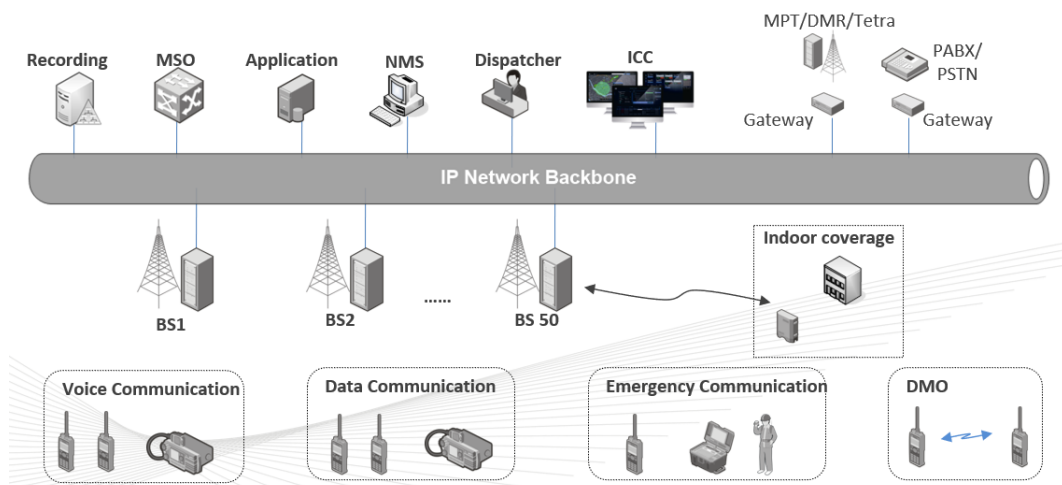 MPT/DMR/Tetra
Recording
MSO
Application
NMS
Dispatcher
ICC
PABX/
PSTN
Gateway
Gateway
IP Network Backbone
Indoor coverage
BS1
BS2
......
BS 50
Voice Communication
Data Communication
Emergency Communication
DMO